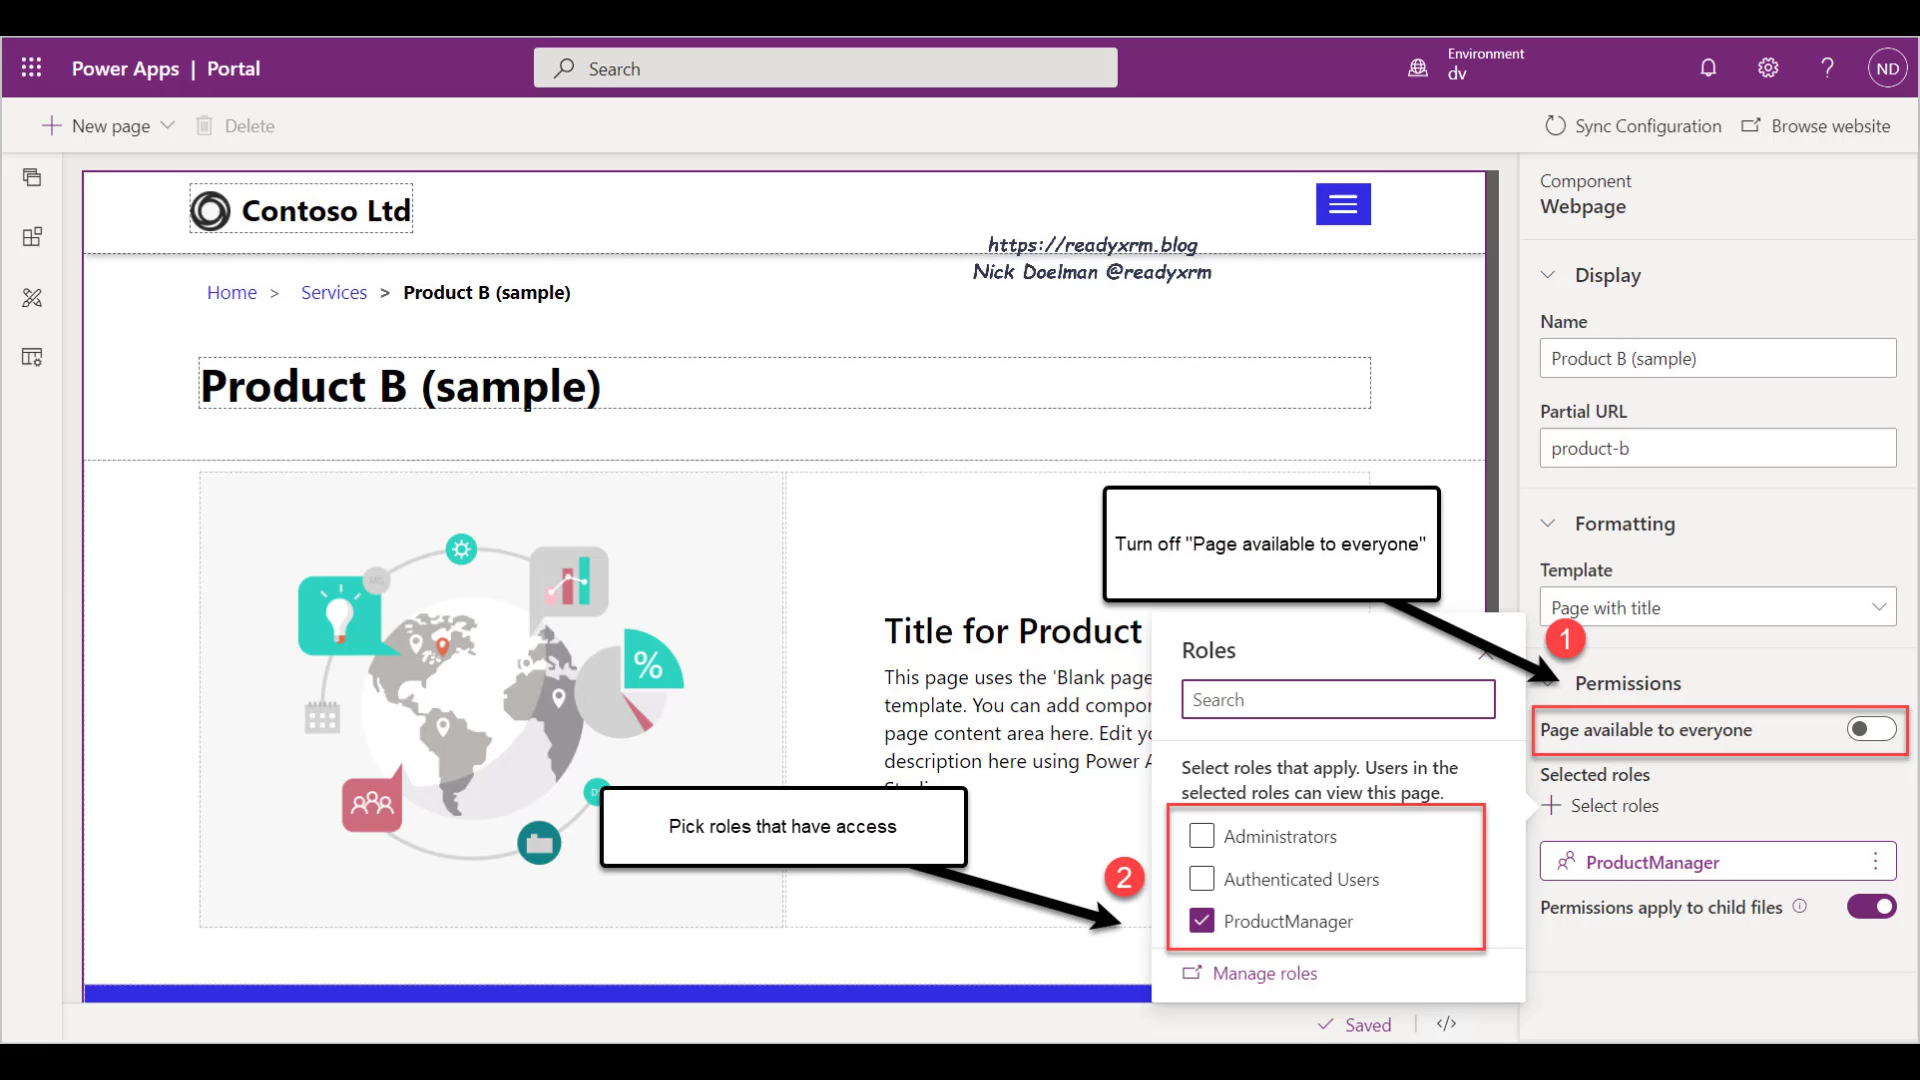 Power Apps | Portal
Search
Environment
dv
?
ND
New page
Delete
Sync Configuration
Browse website
Contoso Ltd
https://readyxrm.blog
Nick Doelman @readyxrm
Home > Services > Product B (sample)
Product B (sample)
%
Title for Product
This page uses the 'Blank page
template. You can add compor
page content area here. Edit yo
description here using Power A
Turn off "Page available to everyone"
Pick roles that have access
1
2
Roles
Search
Select roles that apply. Users in the
selected roles can view this page.
Administrators
Authenticated Users
ProductManager
Manage roles
Saved
</>
Component
Webpage
Display
Name
Product B (sample)
Partial URL
product-b
Formatting
Template
Page with title
Permissions
Page available to everyone
Selected roles
Select roles
ProductManager
Permissions apply to child files